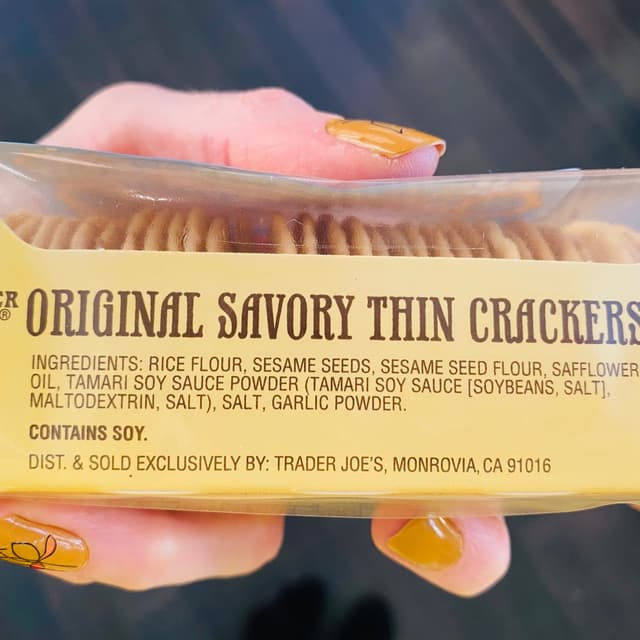 ER® ORIGINAL SAVORY THIN CRACKERS
INGREDIENTS: RICE FLOUR, SESAME SEEDS, SESAME SEED FLOUR, SAFFLOWER
OIL, TAMARI SOY SAUCE POWDER (TAMARI SOY SAUCE [SOYBEANS, SALT],
MALTODEXTRIN, SALT), SALT, GARLIC POWDER.
CONTAINS SOY.
DIST. & SOLD EXCLUSIVELY BY: TRADER JOE'S, MONROVIA, CA 91016